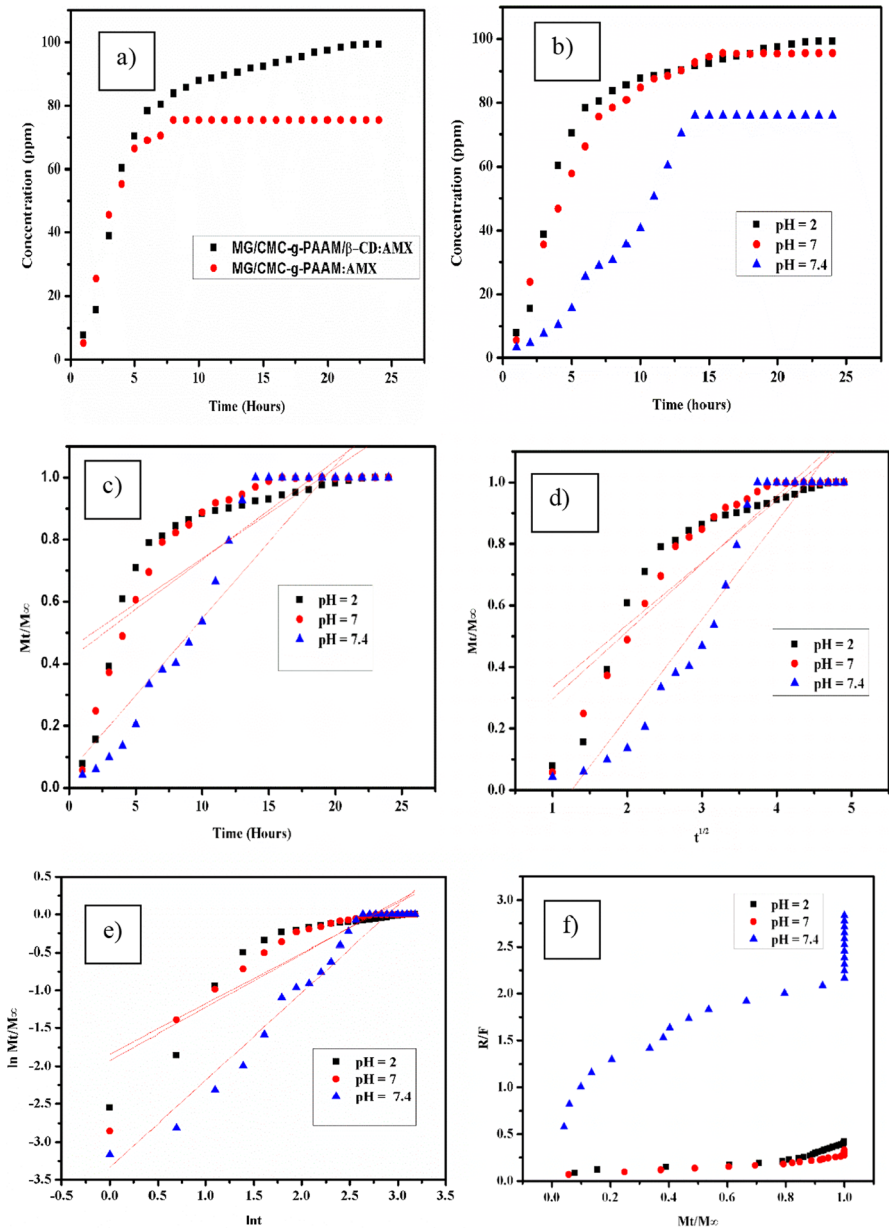 a)
Concentration (ppm)
100
80
60
40
20
0
MG/CMC-g-PAAM/β-CD:AMX
MG/CMC-g-PAAM:AMX
0 5 10 15 20 25
Time (Hours)
b)
Concentration (ppm)
100
80
60
40
20
0
pH = 2
pH = 7
pH = 7.4
0 5 10 15 20 25
Time (hours)
c)
Mt/M∞
1.0
0.8
0.6
0.4
0.2
0.0
pH = 2
pH = 7
pH = 7.4
0 5 10 15 20 25
Time (Hours)
d)
Mt/M∞
1.0
0.8
0.6
0.4
0.2
0.0
pH = 2
pH = 7
pH = 7.4
1 2 3 4 5
t1/2
e)
ln Mt/M∞
0.5
0.0
-0.5
-1.0
-1.5
-2.0
-2.5
-3.0
-3.5
pH = 2
pH = 7
pH = 7.4
-0.5 0.0 0.5 1.0 1.5 2.0 2.5 3.0 3.5
lnt
f)
R/F
3.0
2.5
2.0
1.5
1.0
0.5
0.0
pH = 2
pH = 7
pH = 7.4
0.0 0.2 0.4 0.6 0.8 1.0
Mt/M∞